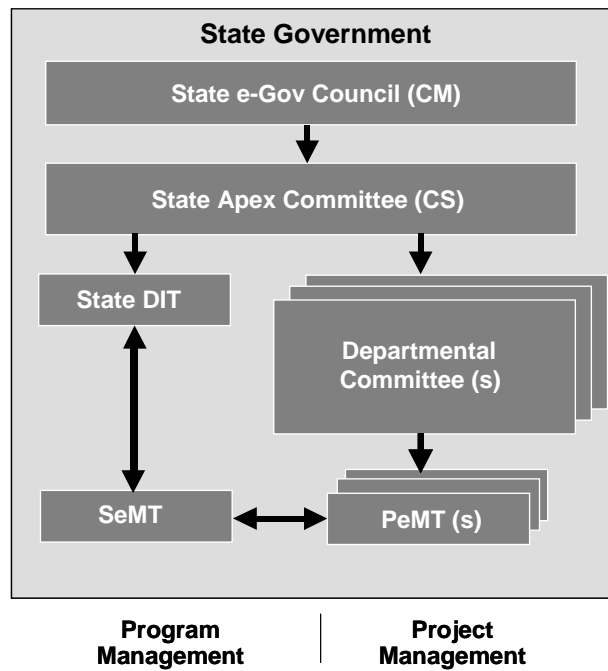 State Government
State e-Gov Council (CM)
State Apex Committee (CS)
State DIT
Departmental
Committee (s)
SeMT
PeMT (s)
Program
Management
Project
Management